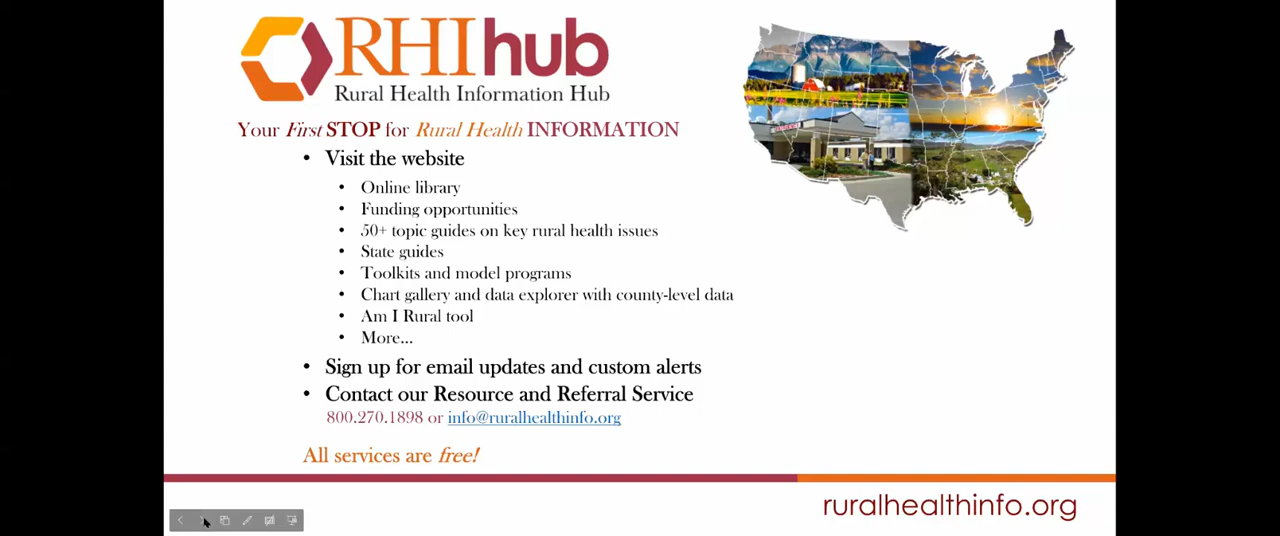 RHIhub
Rural Health Information Hub
Your First STOP for Rural Health INFORMATION
• Visit the website
• Online library
• Funding opportunities
• 50+ topic guides on key rural health issues
• State guides
• Toolkits and model programs
• Chart gallery and data explorer with county-level data
• Am I Rural tool
• More...
• Sign up for email updates and custom alerts
• Contact our Resource and Referral Service
800.270.1898 or info@ruralhealthinfo.org
All services are free!
ruralhealthinfo.org